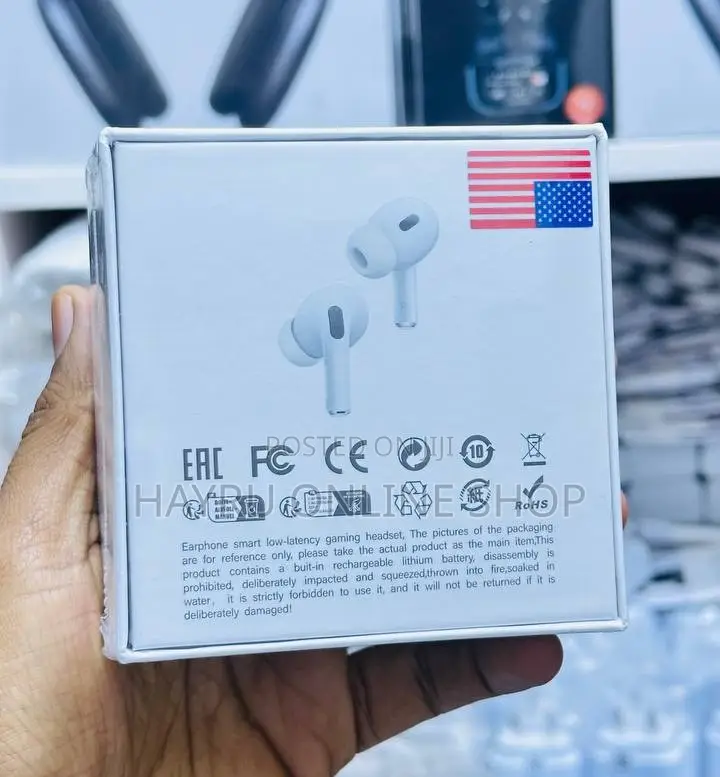 POSTED ON JIJI
EAC FC CE 10
HAYPU ONLINE SHOP
RoHS
Earphone smart low-latency gaming headset, The pictures of the packaging
are for reference only, please take the actual product as the main item,This
product contains a buit-in rechargeable lithium battery, disassembly is
prohibited, deliberately impacted and squeezed,thrown into fire,soaked in
water, it is strictly forbidden to use it, and it will not be returned if it is
deliberately damaged!